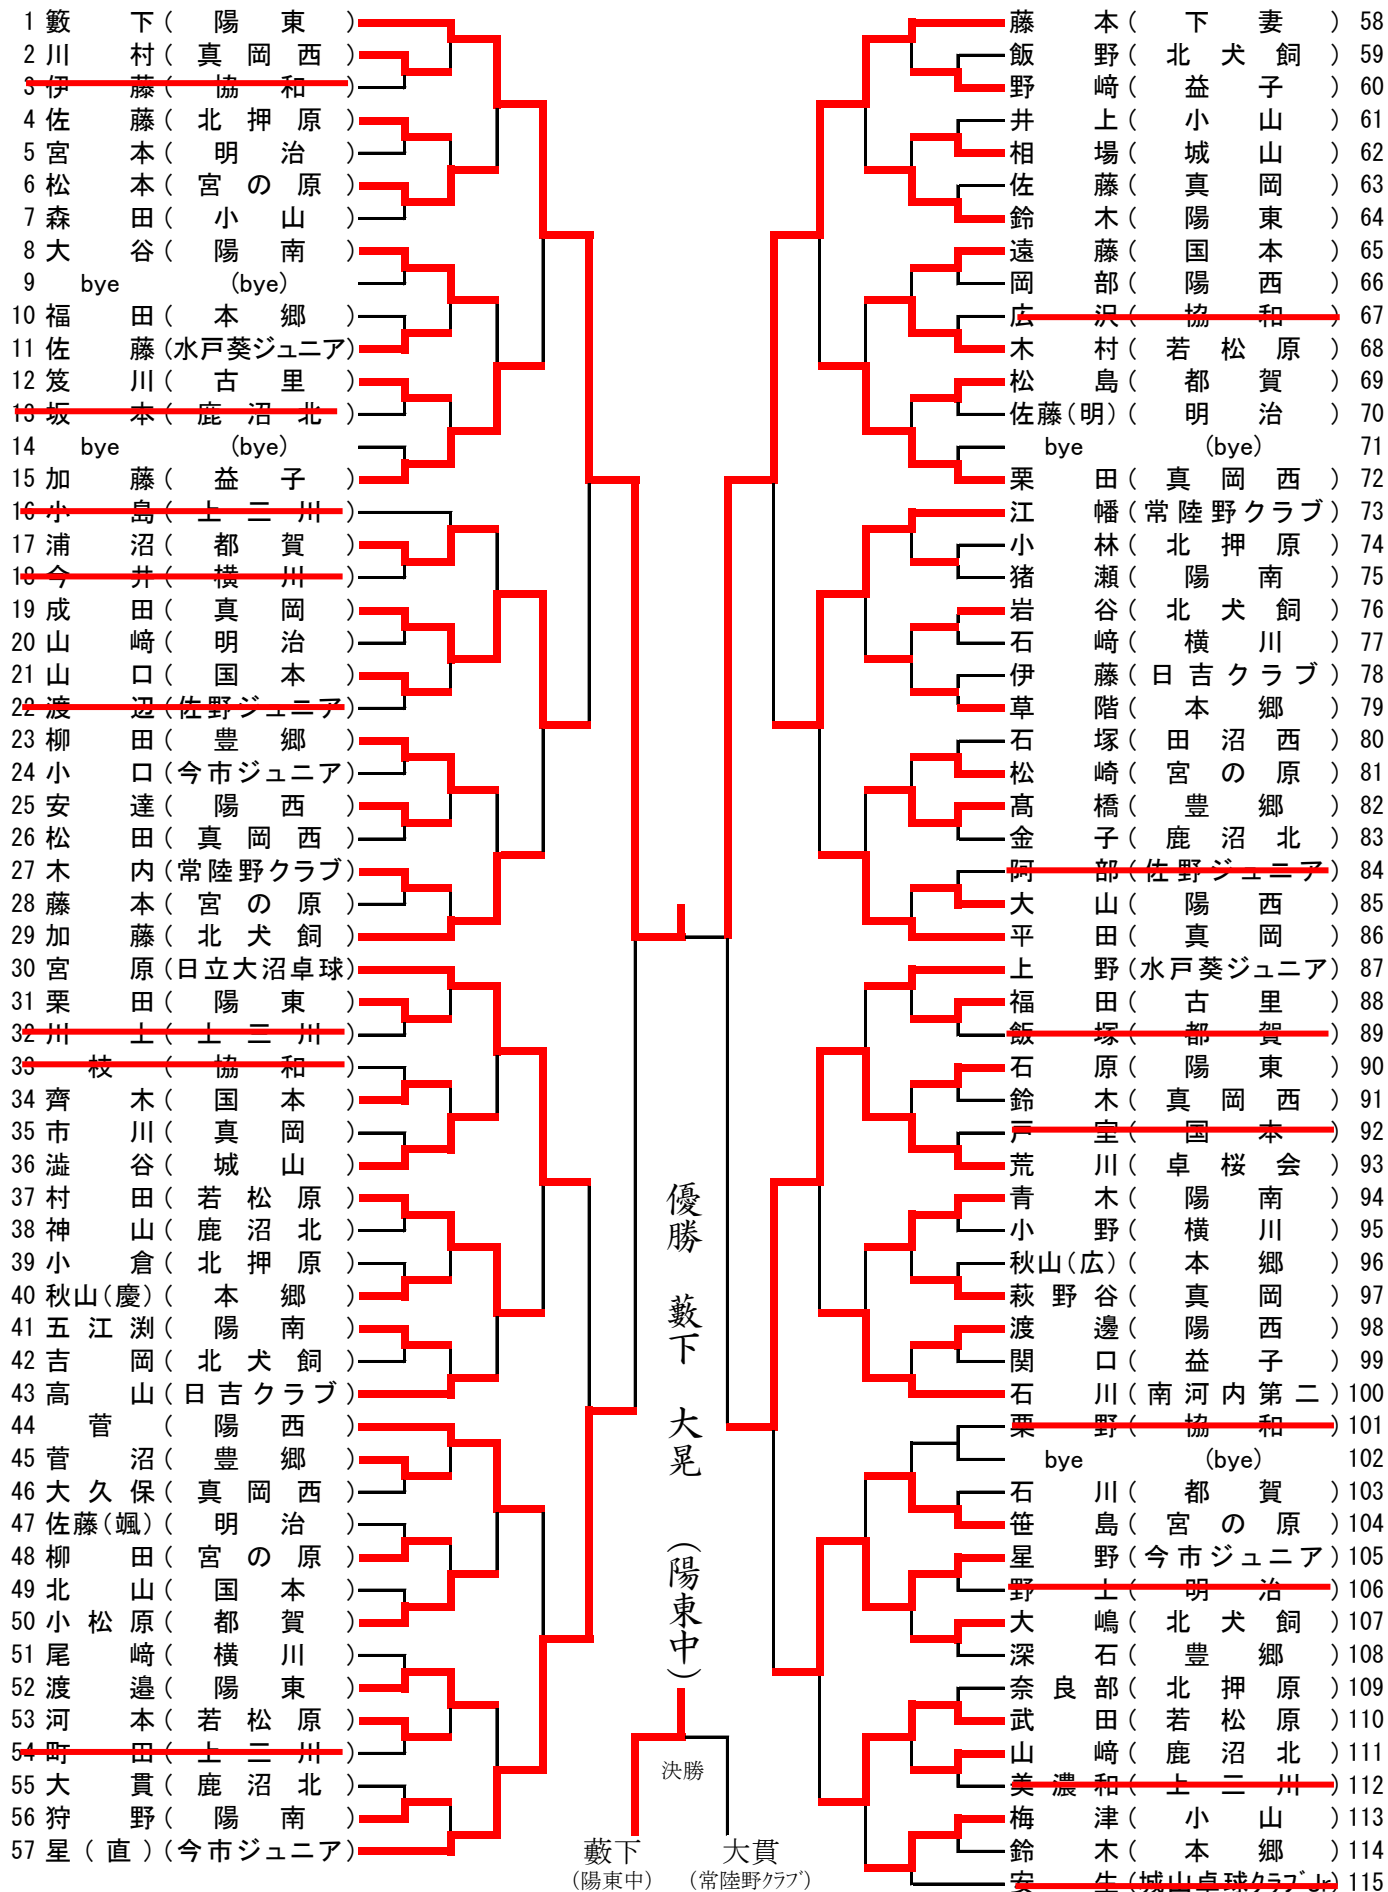 1 籔下(陽東)
2 川村(真岡西)
3 伊藤(協和)
4 佐藤(北押原)
5 宮本(明治)
6 松本(宮の原)
7 森田(小山)
8 大谷(陽南)
9 bye (bye)
10 福田(本郷)
11 佐藤(水戸葵ジュニア)
12 笈川(古里)
13 坂本(鹿沼北)
14 bye (bye)
15 加藤(益子)
16 小島(上三川)
17 浦沼(都賀)
18 今井(横川)
19 成田(真岡)
20 山﨑(明治)
21 山口(国本)
22 渡辺(佐野ジュニア)
23 柳田(豊郷)
24 小口(今市ジュニア)
25 安達(陽西)
26 松田(真岡西)
27 木内(常陸野クラブ)
28 藤本(宮の原)
29 加藤(北犬飼)
30 宮原(日立大沼卓球)
31 栗田(陽東)
32 川上(上三川)
33 枝(協和)
34 齊木(国本)
35 市川(真岡)
36 澁谷(城山)
37 村田(若松原)
38 神山(鹿沼北)
39 小倉(北押原)
40 秋山(慶)(本郷)
41 五江渕(陽南)
42 吉岡(北犬飼)
43 高山(日吉クラブ)
44 菅(陽西)
45 菅沼(豊郷)
46 大久保(真岡西)
47 佐藤(颯)(明治)
48 柳田(宮の原)
49 北山(国本)
50 小松原(都賀)
51 尾﨑(横川)
52 渡邉(陽東)
53 河本(若松原)
54 町田(上三川)
55 大貫(鹿沼北)
56 狩野(陽南)
57 星(直)(今市ジュニア)
優勝 藪下 大晃 (陽東中)
決勝
藪下 大貫
(陽東中) (常陸野クラブ)
藤本(下妻) 58
飯野(北犬飼) 59
野﨑(益子) 60
井上(小山) 61
相場(城山) 62
佐藤(真岡) 63
鈴木(陽東) 64
遠藤(国本) 65
岡部(陽西) 66
広沢(協和) 67
木村(若松原) 68
松島(都賀) 69
佐藤(明)(明治) 70
bye (bye) 71
栗田(真岡西) 72
江幡(常陸野クラブ) 73
小林(北押原) 74
猪瀬(陽南) 75
岩谷(北犬飼) 76
石﨑(横川) 77
伊藤(日吉クラブ) 78
草階(本郷) 79
石塚(田沼西) 80
松崎(宮の原) 81
髙橋(豊郷) 82
金子(鹿沼北) 83
阿部(佐野ジュニア) 84
大山(陽西) 85
平田(真岡) 86
上野(水戸葵ジュニア) 87
福田(古里) 88
飯塚(都賀) 89
石原(陽東) 90
鈴木(真岡西) 91
戸室(国本) 92
荒川(卓桜会) 93
青木(陽南) 94
小野(横川) 95
秋山(広)(本郷) 96
萩野谷(真岡) 97
渡邊(陽西) 98
関口(益子) 99
石川(南河内第二) 100
栗野(協和) 101
bye (bye) 102
石川(都賀) 103
笹島(宮の原) 104
星野(今市ジュニア) 105
野上(明治) 106
大嶋(北犬飼) 107
深石(豊郷) 108
奈良部(北押原) 109
武田(若松原) 110
山﨑(鹿沼北) 111
美濃和(上三川) 112
梅津(小山) 113
鈴木(本郷) 114
安生(城山卓球クラブJr) 115